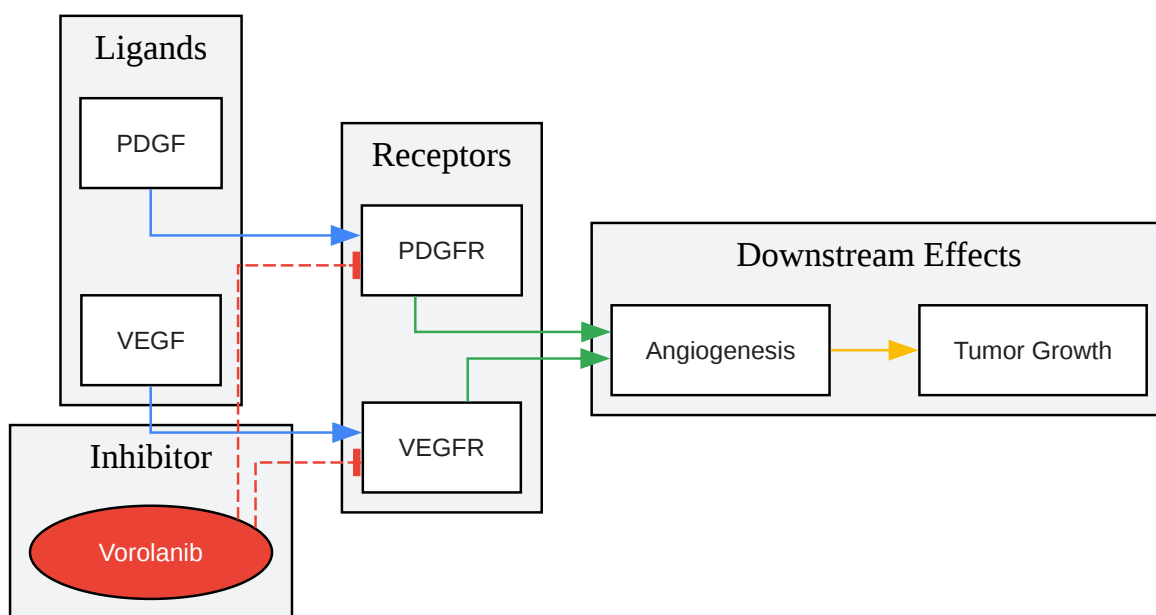 Ligands
PDGF
VEGF
Inhibitor
Vorolanib
Receptors
PDGFR
VEGFR
Downstream Effects
Angiogenesis
Tumor Growth